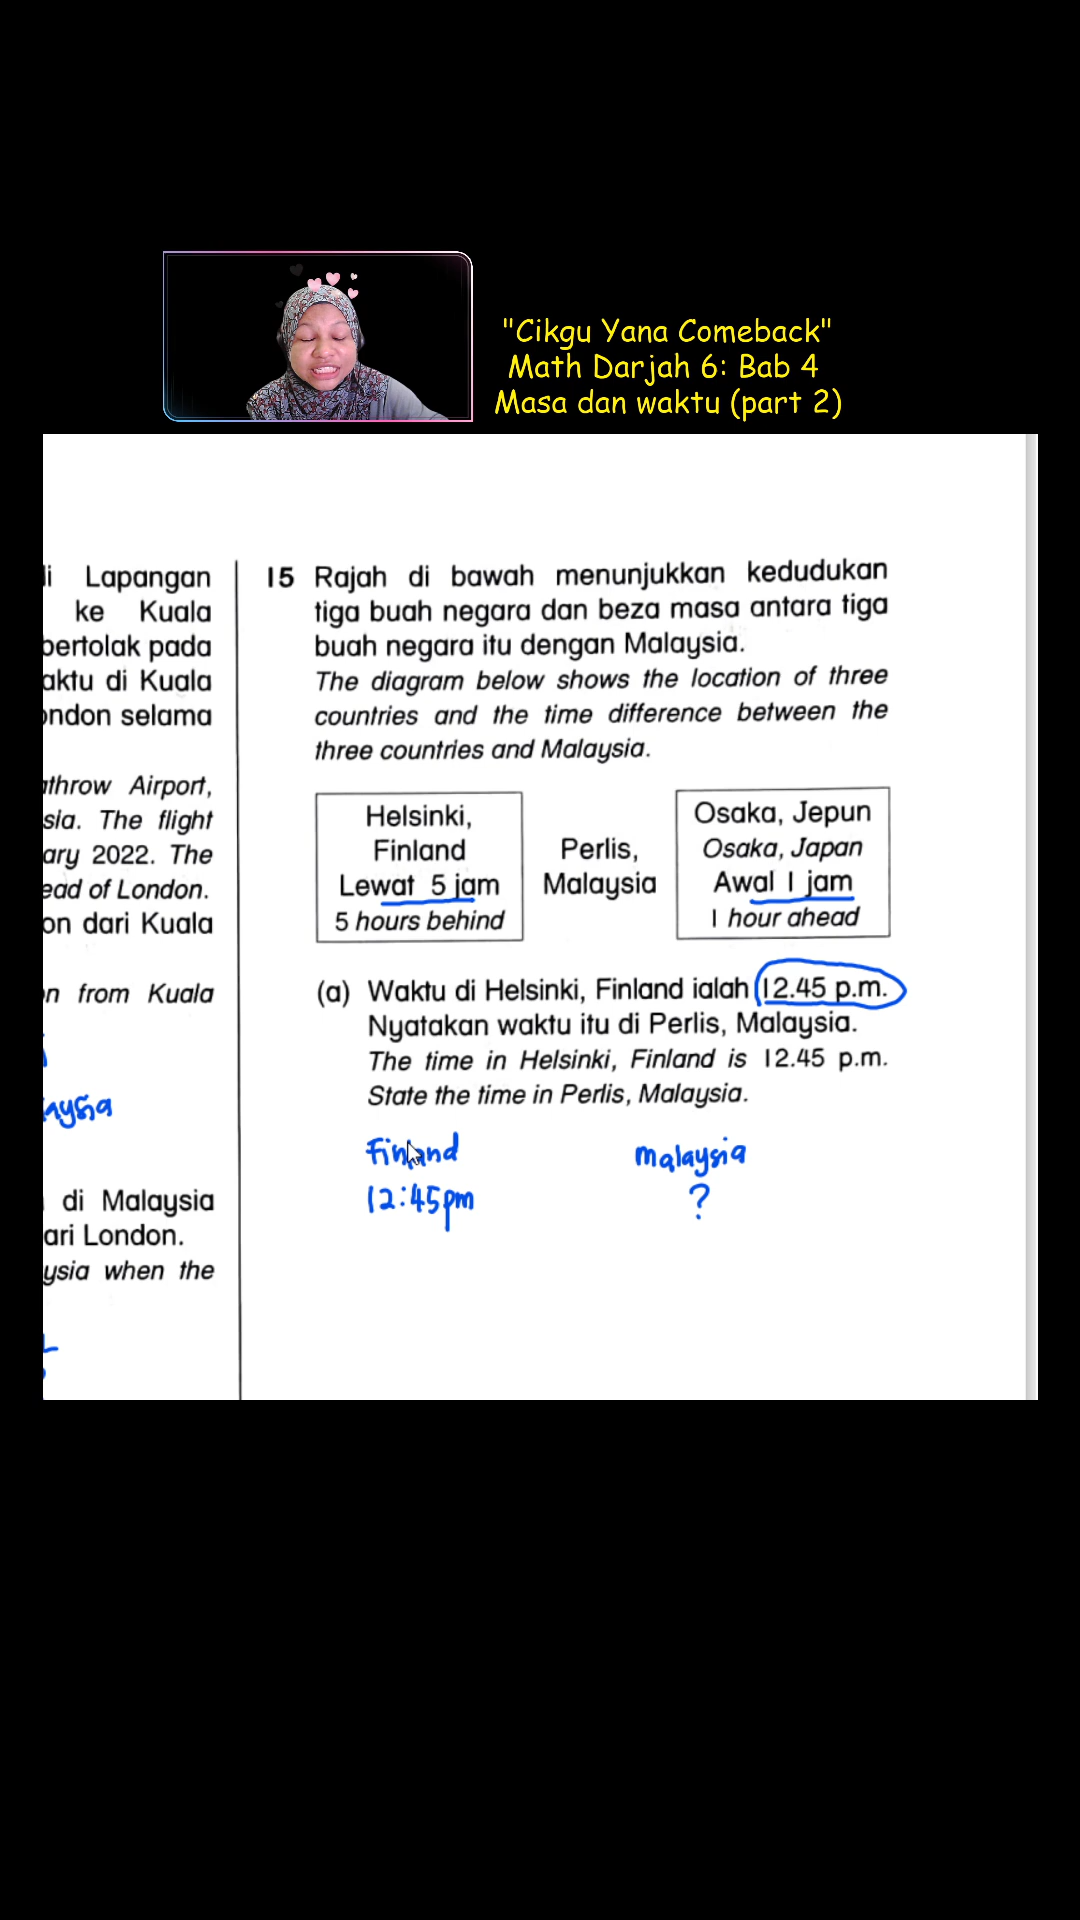 "Cikgu Yana Comeback"
Math Darjah 6: Bab 4
Masa dan waktu (part 2)
Lapangan
ke Kuala
bertolak pada
aktu di Kuala
ondon selama
throw Airport,
sia. The flight
ary 2022. The
ead of London.
on dari Kuala
n from Kuala
aysia
di Malaysia
ari London.
ysia when the
15 Rajah di bawah menunjukkan kedudukan
tiga buah negara dan beza masa antara tiga
buah negara itu dengan Malaysia.
The diagram below shows the location of three
countries and the time difference between the
three countries and Malaysia.
Helsinki,
Finland
Lewat 5 jam
5 hours behind
Perlis,
Malaysia
Osaka, Jepun
Osaka, Japan
Awal 1 jam
1 hour ahead
(a) Waktu di Helsinki, Finland ialah 12.45 p.m.
Nyatakan waktu itu di Perlis, Malaysia.
The time in Helsinki, Finland is 12.45 p.m.
State the time in Perlis, Malaysia.
Finland
12:45pm
malaysia
?